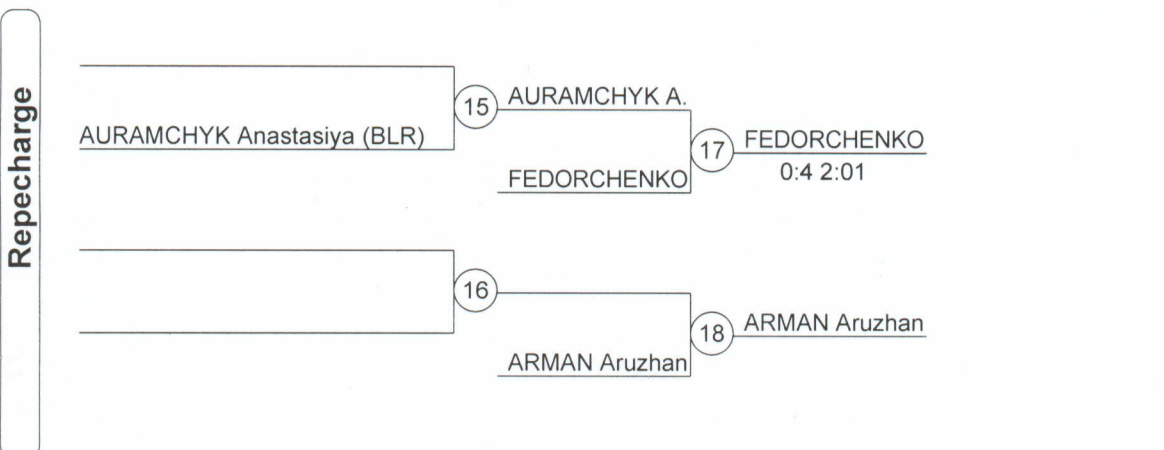 Repecharge
AURAMCHYK Anastasiya (BLR)
15
AURAMCHYK A.
FEDORCHENKO
17
FEDORCHENKO
0:4 2:01
16
ARMAN Aruzhan
18
ARMAN Aruzhan